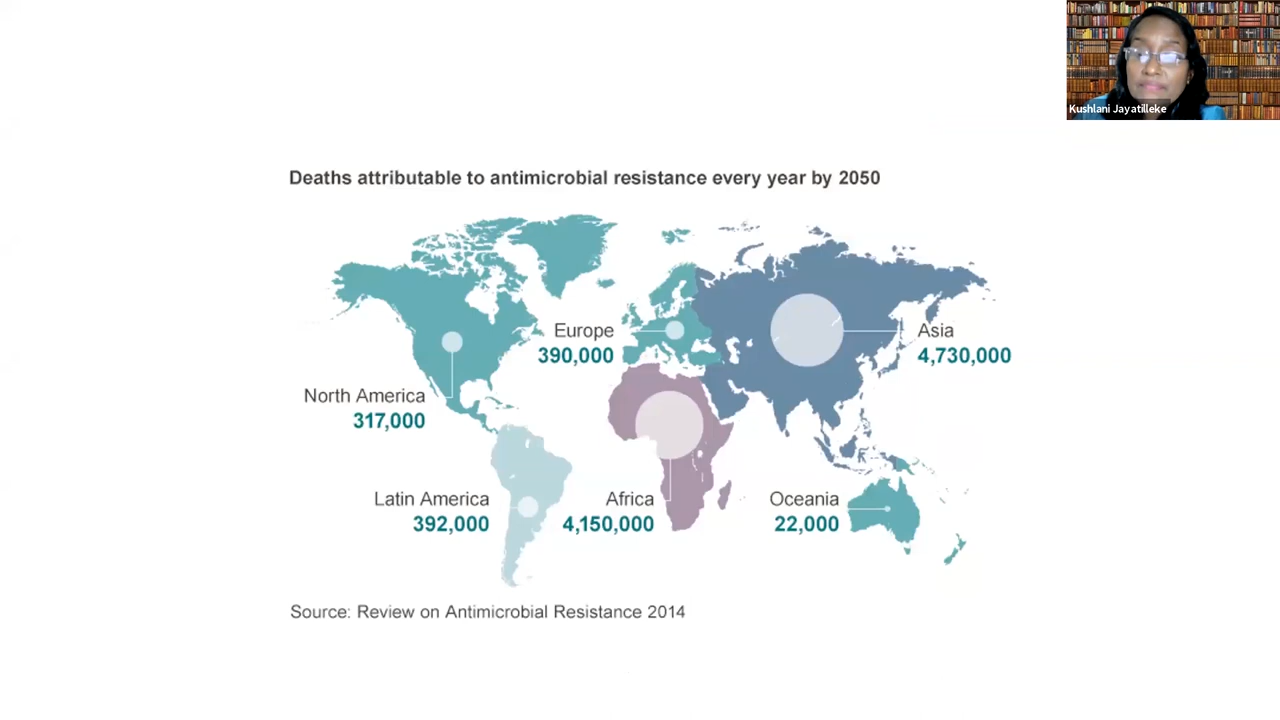 Kushlani Jayatilleke
Deaths attributable to antimicrobial resistance every year by 2050
Europe
390,000
Asia
4,730,000
North America
317,000
Latin America
392,000
Africa
4,150,000
Oceania
22,000
Source: Review on Antimicrobial Resistance 2014